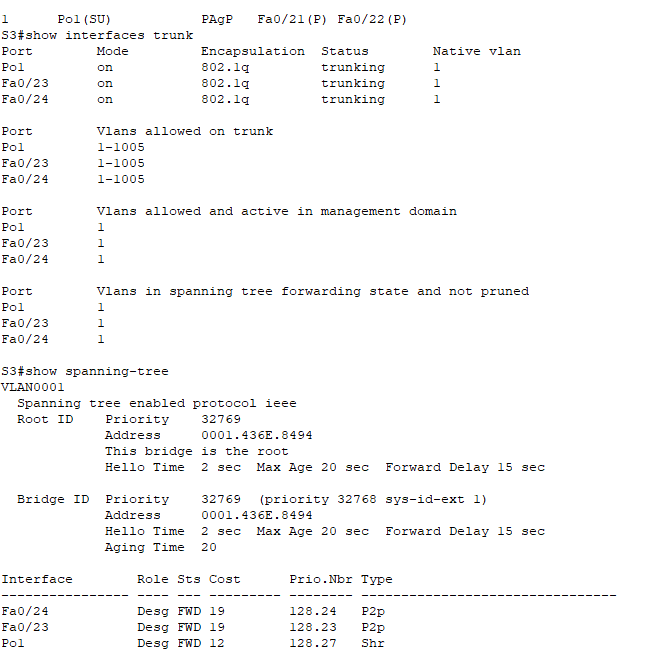 1      Po1(SU)           PAgP   Fa0/21(P) Fa0/22(P)
S3#show interfaces trunk
Port        Mode         Encapsulation  Status        Native vlan
Po1         on           802.1q         trunking      1
Fa0/23      on           802.1q         trunking      1
Fa0/24      on           802.1q         trunking      1
Port        Vlans allowed on trunk
Po1         1-1005
Fa0/23      1-1005
Fa0/24      1-1005
Port        Vlans allowed and active in management domain
Po1         1
Fa0/23      1
Fa0/24      1
Port        Vlans in spanning tree forwarding state and not pruned
Po1         1
Fa0/23      1
Fa0/24      1
S3#show spanning-tree
VLAN0001
  Spanning tree enabled protocol ieee
  Root ID    Priority    32769
             Address     0001.436E.8494
             This bridge is the root
             Hello Time  2 sec  Max Age 20 sec  Forward Delay 15 sec
  Bridge ID  Priority    32769  (priority 32768 sys-id-ext 1)
             Address     0001.436E.8494
             Hello Time  2 sec  Max Age 20 sec  Forward Delay 15 sec
             Aging Time  20
Interface        Role Sts Cost      Prio.Nbr Type
---------------- ---- --- --------- -------- --------------------------------
Fa0/24           Desg FWD 19        128.24   P2p
Fa0/23           Desg FWD 19        128.23   P2p
Po1              Desg FWD 12        128.27   Shr